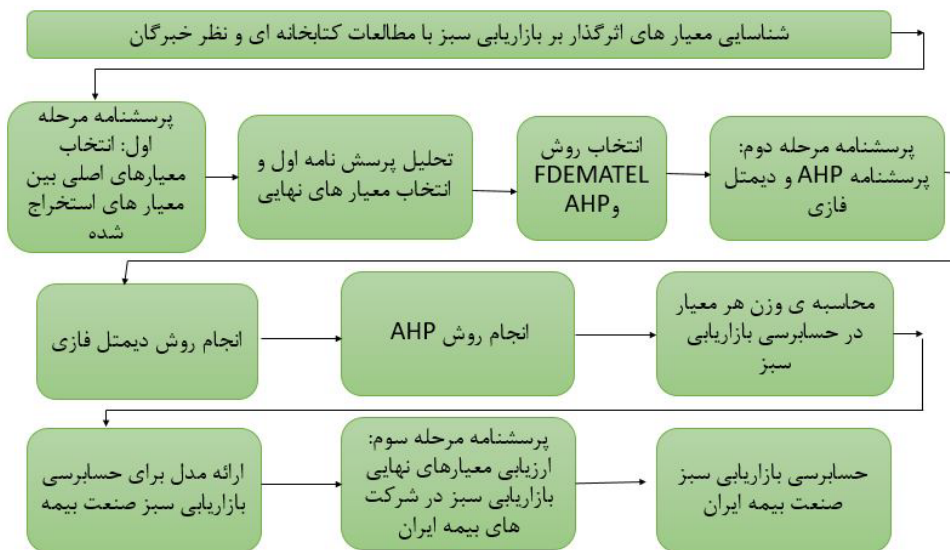 شناسایی معیار های اثرگذار بر بازاریابی سبز با مطالعات کتابخانه ای و نظر خبرگان
پرسشنامه مرحله
اول: انتخاب
معیارهای اصلی بین
معیار های استخراج
شده
تحلیل پرسش نامه اول و
انتخاب معیار های نهایی
انتخاب روش
FDEMATEL
وAHP
پرسشنامه مرحله دوم:
پرسشنامه AHP و دیمتل
فازی
انجام روش دیمتل فازی
انجام روش AHP
محاسبه ی وزن هر معیار
در حسابرسی بازاریابی
سبز
ارائه مدل برای حسابرسی
بازاریابی سبز صنعت بیمه
پرسشنامه مرحله سوم:
ارزیابی معیارهای نهایی
بازاریابی سبز در شرکت
های بیمه ایران
حسابرسی بازاریابی سبز
صنعت بیمه ایران